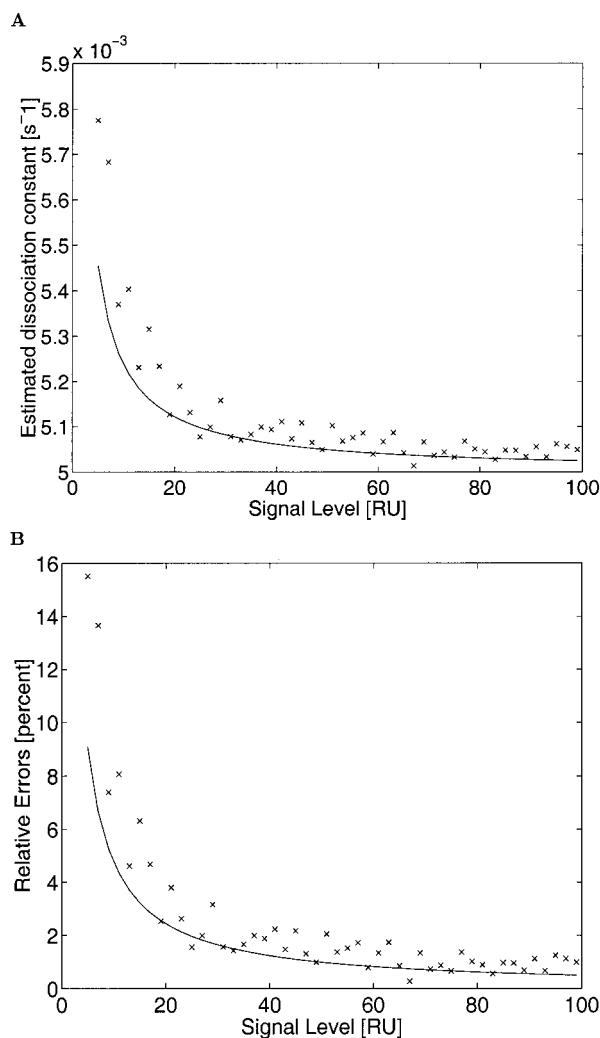 A
x 10⁻³
5.9
5.8
5.7
5.6
5.5
5.4
5.3
5.2
5.1
5
Estimated dissociation constant [s⁻1]
0 20 40 60 80 100
Signal Level [RU]
B
16
14
12
10
8
6
4
2
0
Relative Errors [percent]
0 20 40 60 80 100
Signal Level [RU]